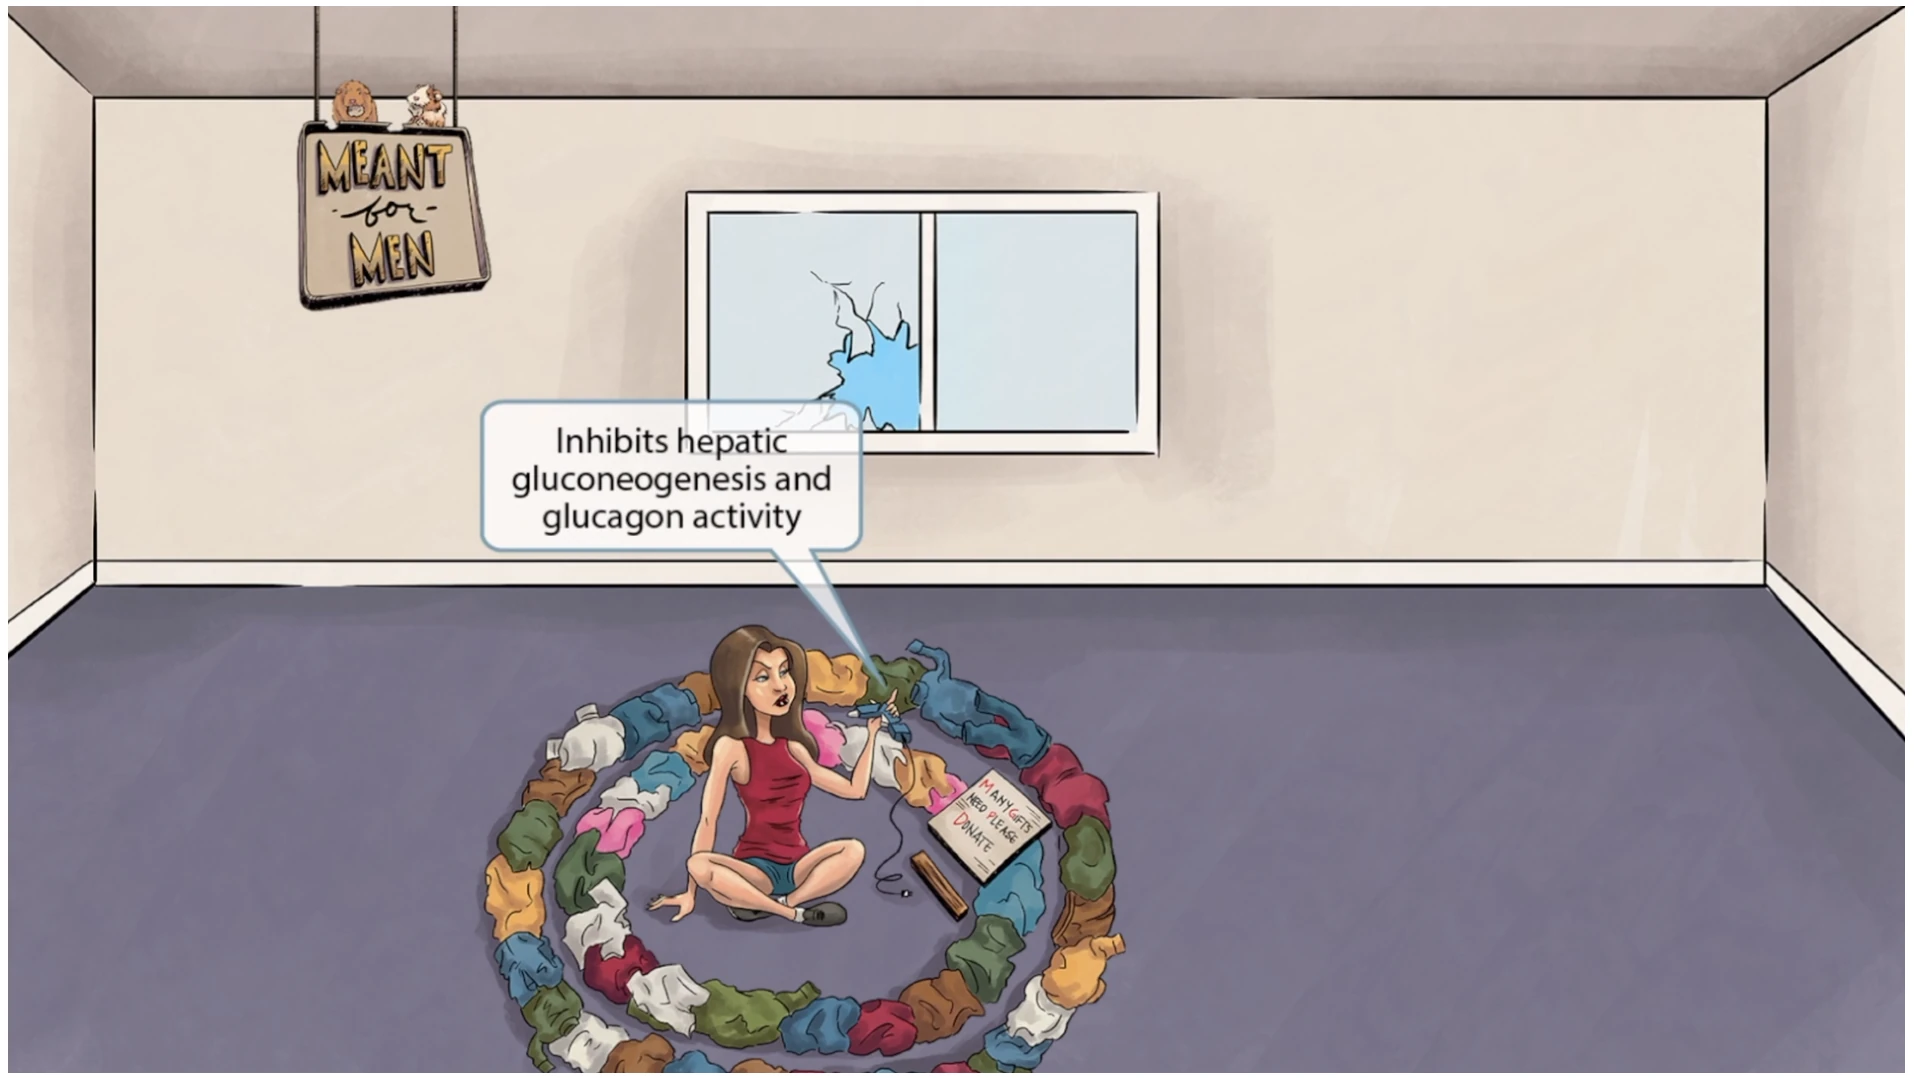 MEANT
-for-
MEN
Inhibits hepatic
gluconeogenesis and
glucagon activity
MANY GIFTS
NEED PLEASE
DONATE